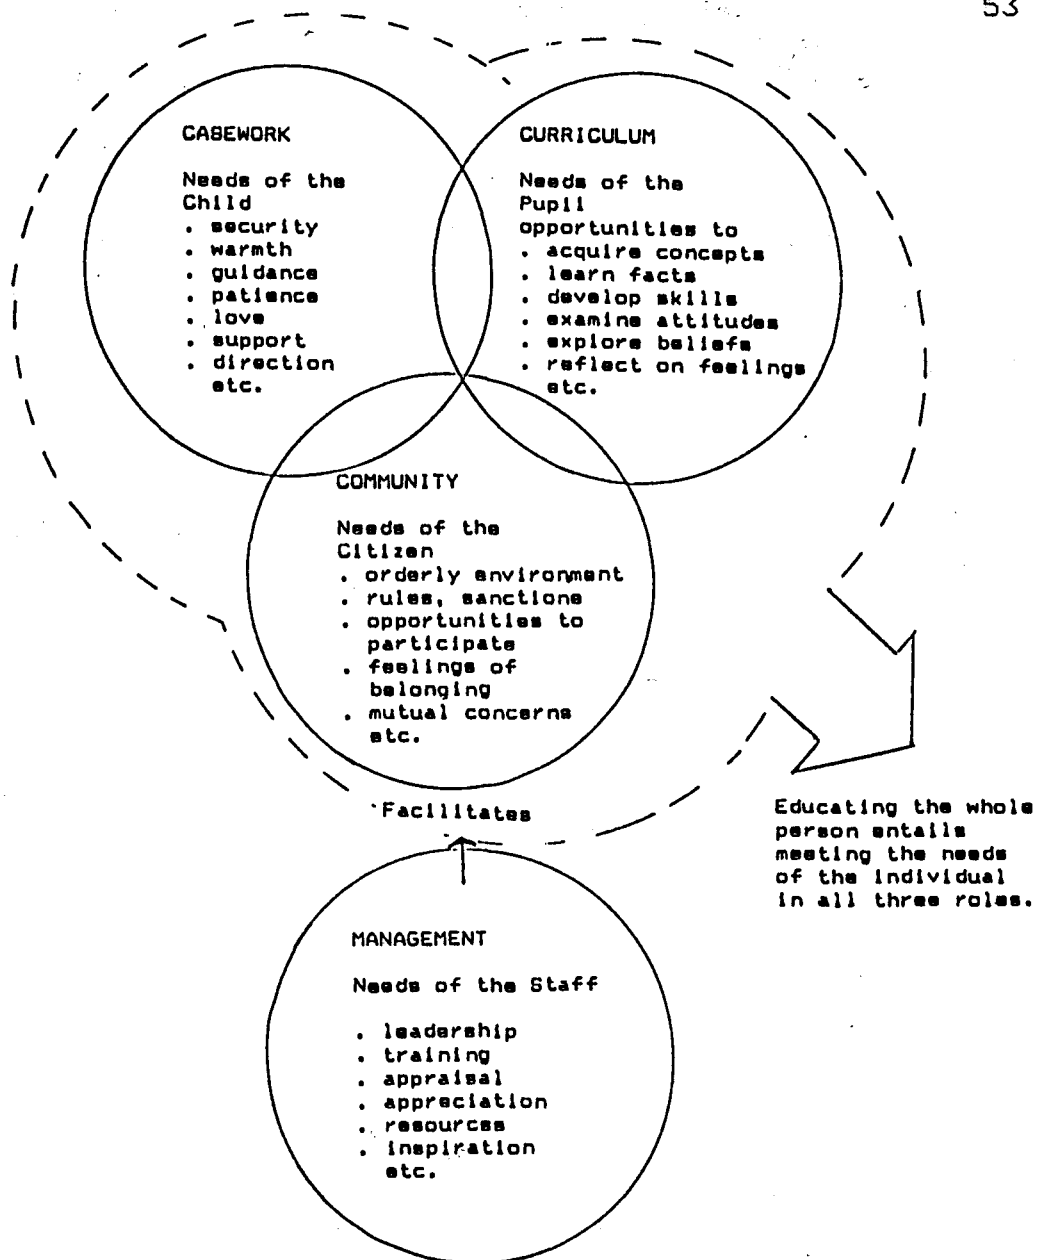 53
CASEWORK
Needs of the
Child
. security
. warmth
. guidance
. patience
. love
. support
. direction
etc.
CURRICULUM
Needs of the
Pupil
opportunities to
. acquire concepts
. learn facts
. develop skills
. examine attitudes
. explore beliefs
. reflect on feelings
etc.
COMMUNITY
Needs of the
Citizen
. orderly environment
. rules, sanctions
. opportunities to
participate
. feelings of
belonging
. mutual concerns
etc.
Facilitates
Educating the whole
person entails
meeting the needs
of the individual
in all three roles.
MANAGEMENT
Needs of the Staff
. leadership
. training
. appraisal
. appreciation
. resources
. inspiration
etc.